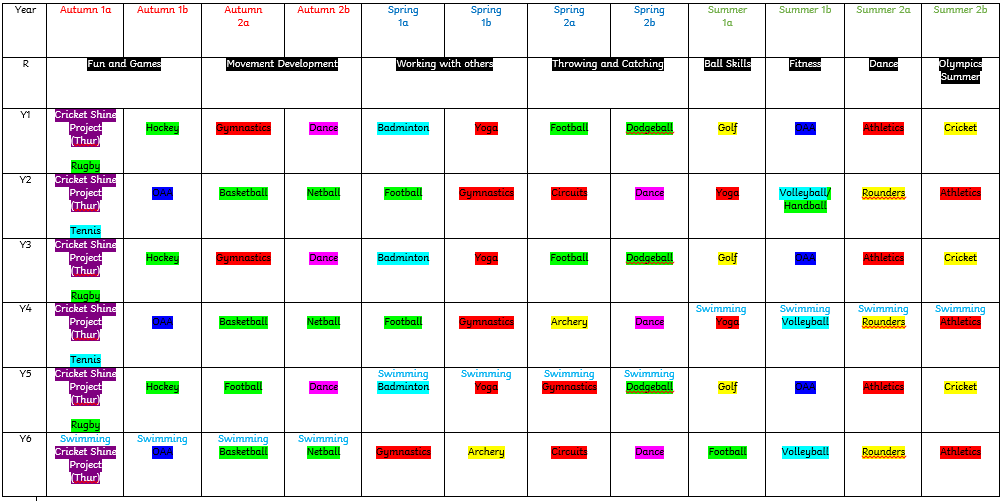 Year Autumn 1a Autumn 1b Autumn 2a Autumn 2b Spring 1a Spring 1b Spring 2a Spring 2b Summer 1a Summer 1b Summer 2a Summer 2b
R Fun and Games Movement Development Working with others Throwing and Catching Ball Skills Fitness Dance Olympics Summer
Y1 Cricket Shine Project (Thur) Rugby Hockey Gymnastics Dance Badminton Yoga Football Dodgeball Golf OAA Athletics Cricket
Y2 Cricket Shine Project (Thur) Tennis OAA Basketball Netball Football Gymnastics Circuits Dance Yoga Volleyball/ Handball Rounders Athletics
Y3 Cricket Shine Project (Thur) Rugby Hockey Gymnastics Dance Badminton Yoga Football Dodgeball Golf OAA Athletics Cricket
Y4 Cricket Shine Project (Thur) Tennis OAA Basketball Netball Football Gymnastics Archery Dance Swimming Yoga Swimming Volleyball Swimming Rounders Swimming Athletics
Y5 Cricket Shine Project (Thur) Rugby Hockey Football Dance Swimming Badminton Swimming Yoga Swimming Gymnastics Swimming Dodgeball Golf OAA Athletics Cricket
Y6 Swimming Cricket Shine Project (Thur) Swimming OAA Swimming Basketball Swimming Netball Gymnastics Archery Circuits Dance Football Volleyball Rounders Athletics